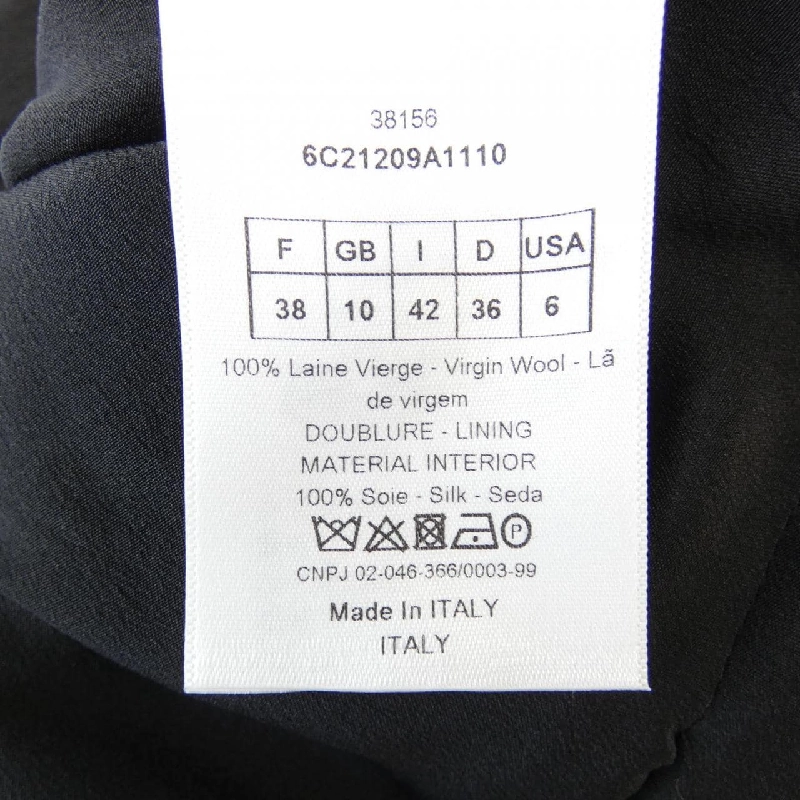 38156
6C21209A1110
F GB I D USA
38 10 42 36 6
100% Laine Vierge - Virgin Wool - Lã
de virgem
DOUBLURE - LINING
MATERIAL INTERIOR
100% Soie - Silk - Seda
P
CNPJ 02-046-366/0003-99
Made In ITALY
ITALY